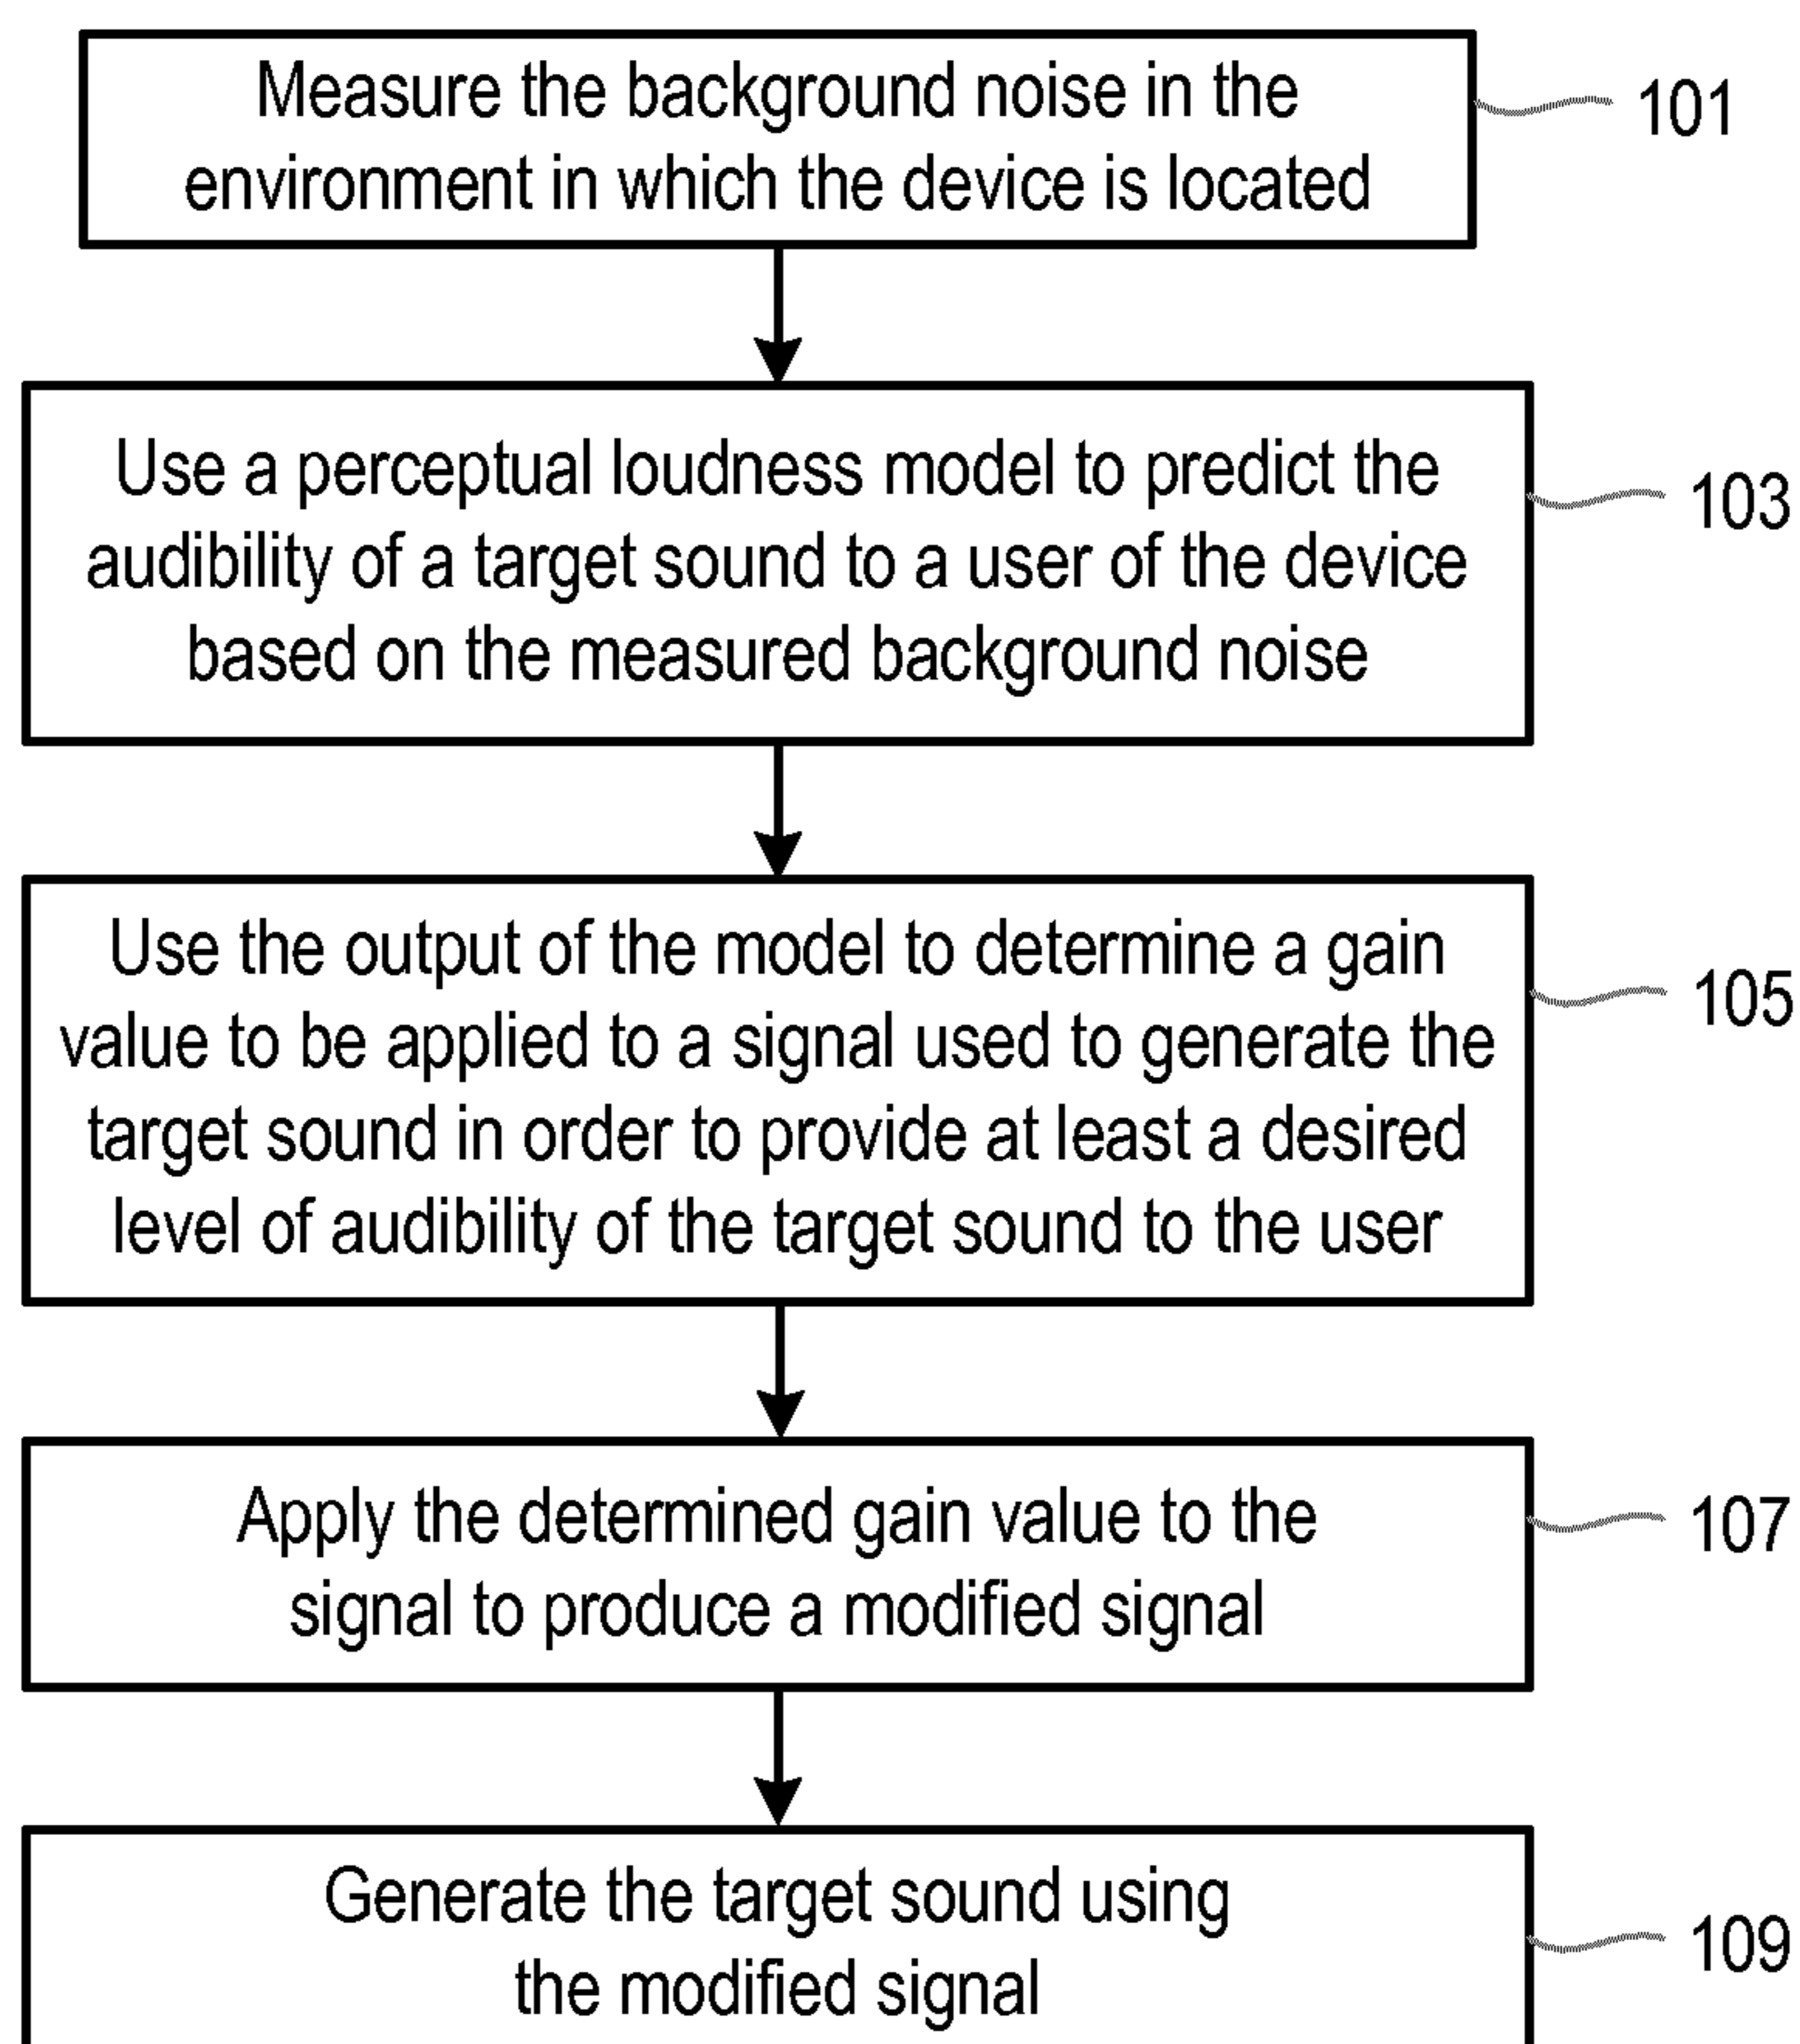 Measure the background noise in the
environment in which the device is located
101
Use a perceptual loudness model to predict the
audibility of a target sound to a user of the device
based on the measured background noise
103
Use the output of the model to determine a gain
value to be applied to a signal used to generate the
target sound in order to provide at least a desired
level of audibility of the target sound to the user
105
Apply the determined gain value to the
signal to produce a modified signal
107
Generate the target sound using
the modified signal
109